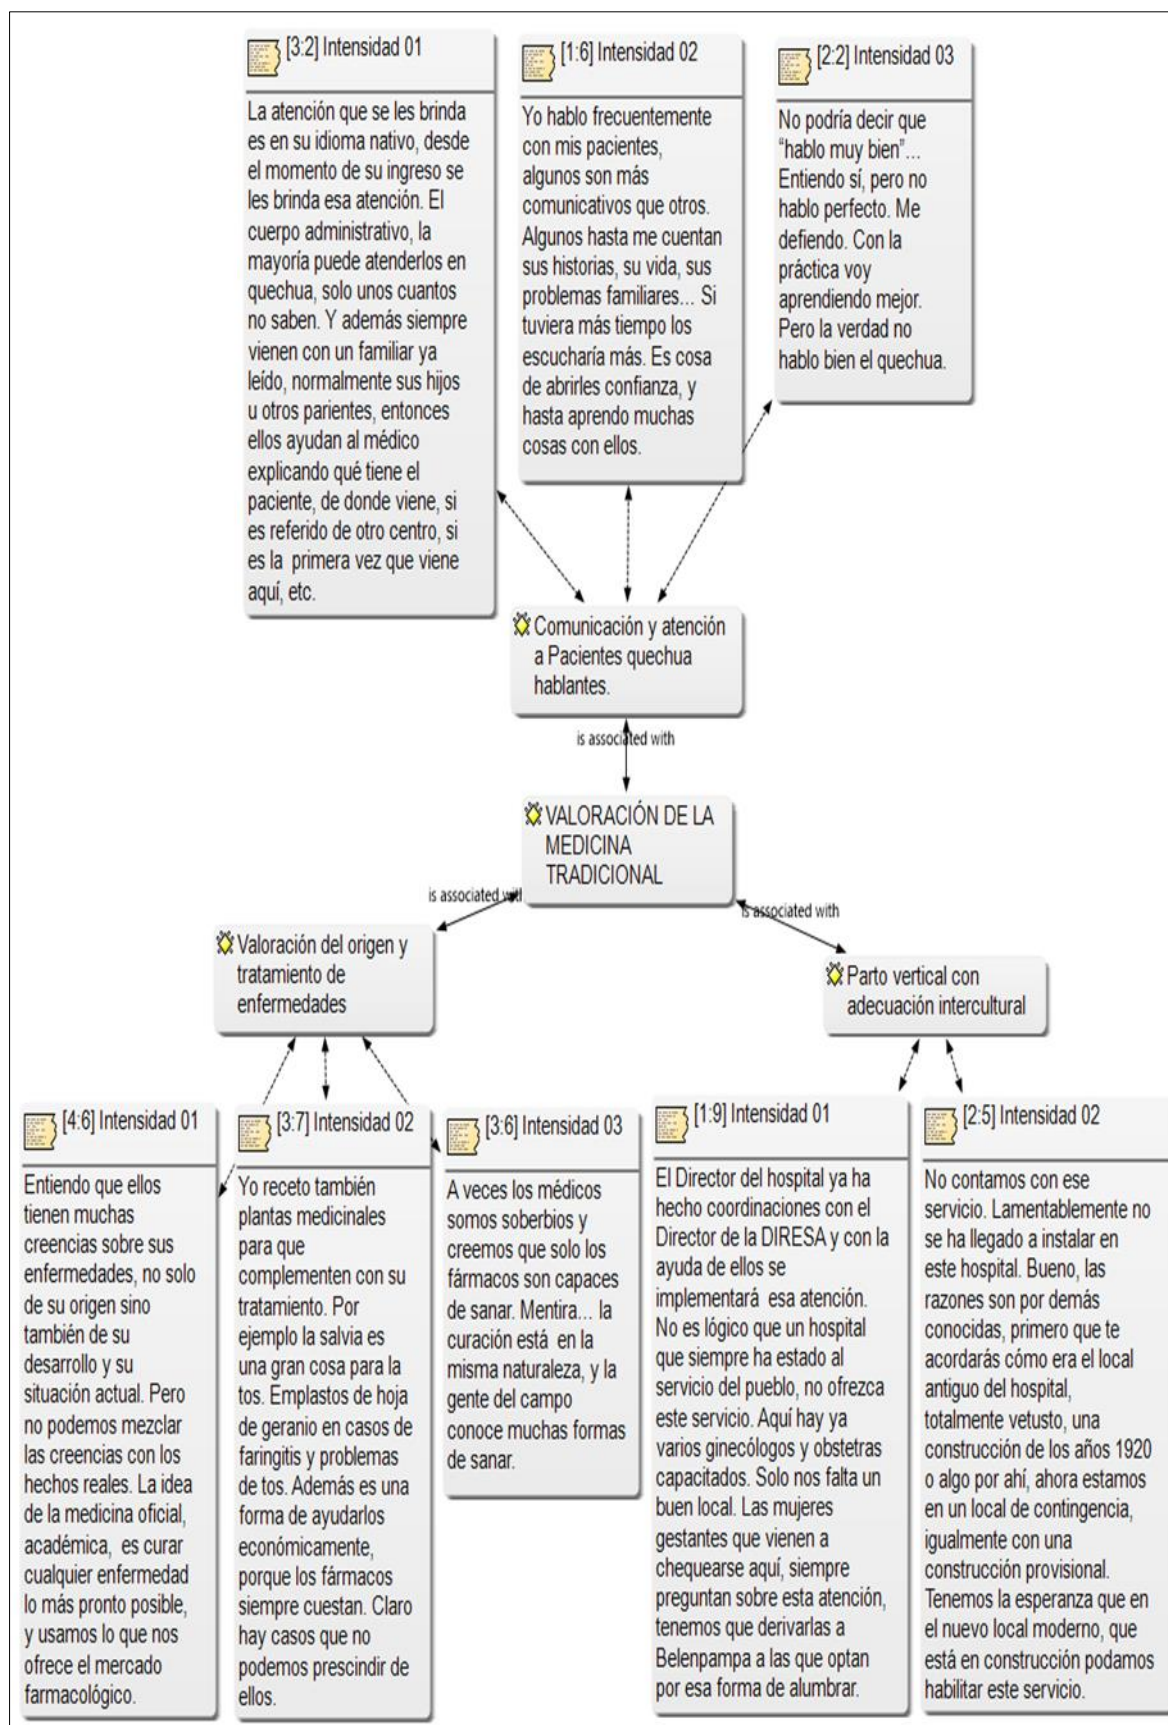 [3:2] Intensidad 01
La atención que se les brinda
es en su idioma nativo, desde
el momento de su ingreso se
les brinda esa atención. El
cuerpo administrativo, la
mayoría puede atenderlos en
quechua, solo unos cuantos
no saben. Y además siempre
vienen con un familiar ya
leído, normalmente sus hijos
u otros parientes, entonces
ellos ayudan al médico
explicando qué tiene el
paciente, de donde viene, si
es referido de otro centro, si
es la primera vez que viene
aquí, etc.
[1:6] Intensidad 02
Yo hablo frecuentemente
con mis pacientes,
algunos son más
comunicativos que otros.
Algunos hasta me cuentan
sus historias, su vida, sus
problemas familiares... Si
tuviera más tiempo los
escucharía más. Es cosa
de abrirles confianza, y
hasta aprendo muchas
cosas con ellos.
[2:2] Intensidad 03
No podría decir que
“hablo muy bien”...
Entiendo sí, pero no
hablo perfecto. Me
defiendo. Con la
práctica voy
aprendiendo mejor.
Pero la verdad no
hablo bien el quechua.
Comunicación y atención
a Pacientes quechua
hablantes.
is associated with
VALORACIÓN DE LA
MEDICINA
TRADICIONAL
is associated with
is associated with
Valoración del origen y
tratamiento de
enfermedades
Parto vertical con
adecuación intercultural
[4:6] Intensidad 01
Entiendo que ellos
tienen muchas
creencias sobre sus
enfermedades, no solo
de su origen sino
también de su
desarrollo y su
situación actual. Pero
no podemos mezclar
las creencias con los
hechos reales. La idea
de la medicina oficial,
académica, es curar
cualquier enfermedad
lo más pronto posible,
y usamos lo que nos
ofrece el mercado
farmacológico.
[3:7] Intensidad 02
Yo receto también
plantas medicinales
para que
complementen con su
tratamiento. Por
ejemplo la salvia es
una gran cosa para la
tos. Emplastos de hoja
de geranio en casos de
faringitis y problemas
de tos. Además es una
forma de ayudarlos
económicamente,
porque los fármacos
siempre cuestan. Claro
hay casos que no
podemos prescindir de
ellos.
[3:6] Intensidad 03
A veces los médicos
somos soberbios y
creemos que solo los
fármacos son capaces
de sanar. Mentira... la
curación está en la
misma naturaleza, y la
gente del campo
conoce muchas formas
de sanar.
[1:9] Intensidad 01
El Director del hospital ya ha
hecho coordinaciones con el
Director de la DIRESA y con la
ayuda de ellos se
implementará esa atención.
No es lógico que un hospital
que siempre ha estado al
servicio del pueblo, no ofrezca
este servicio. Aquí hay ya
varios ginecólogos y obstetras
capacitados. Solo nos falta un
buen local. Las mujeres
gestantes que vienen a
chequearse aquí, siempre
preguntan sobre esta atención,
tenemos que derivarlas a
Belenpampa a las que optan
por esa forma de alumbrar.
[2:5] Intensidad 02
No contamos con ese
servicio. Lamentablemente no
se ha llegado a instalar en
este hospital. Bueno, las
razones son por demás
conocidas, primero que te
acordarás cómo era el local
antiguo del hospital,
totalmente vetusto, una
construcción de los años 1920
o algo por ahí, ahora estamos
en un local de contingencia,
igualmente con una
construcción provisional.
Tenemos la esperanza que en
el nuevo local moderno, que
está en construcción podamos
habilitar este servicio.